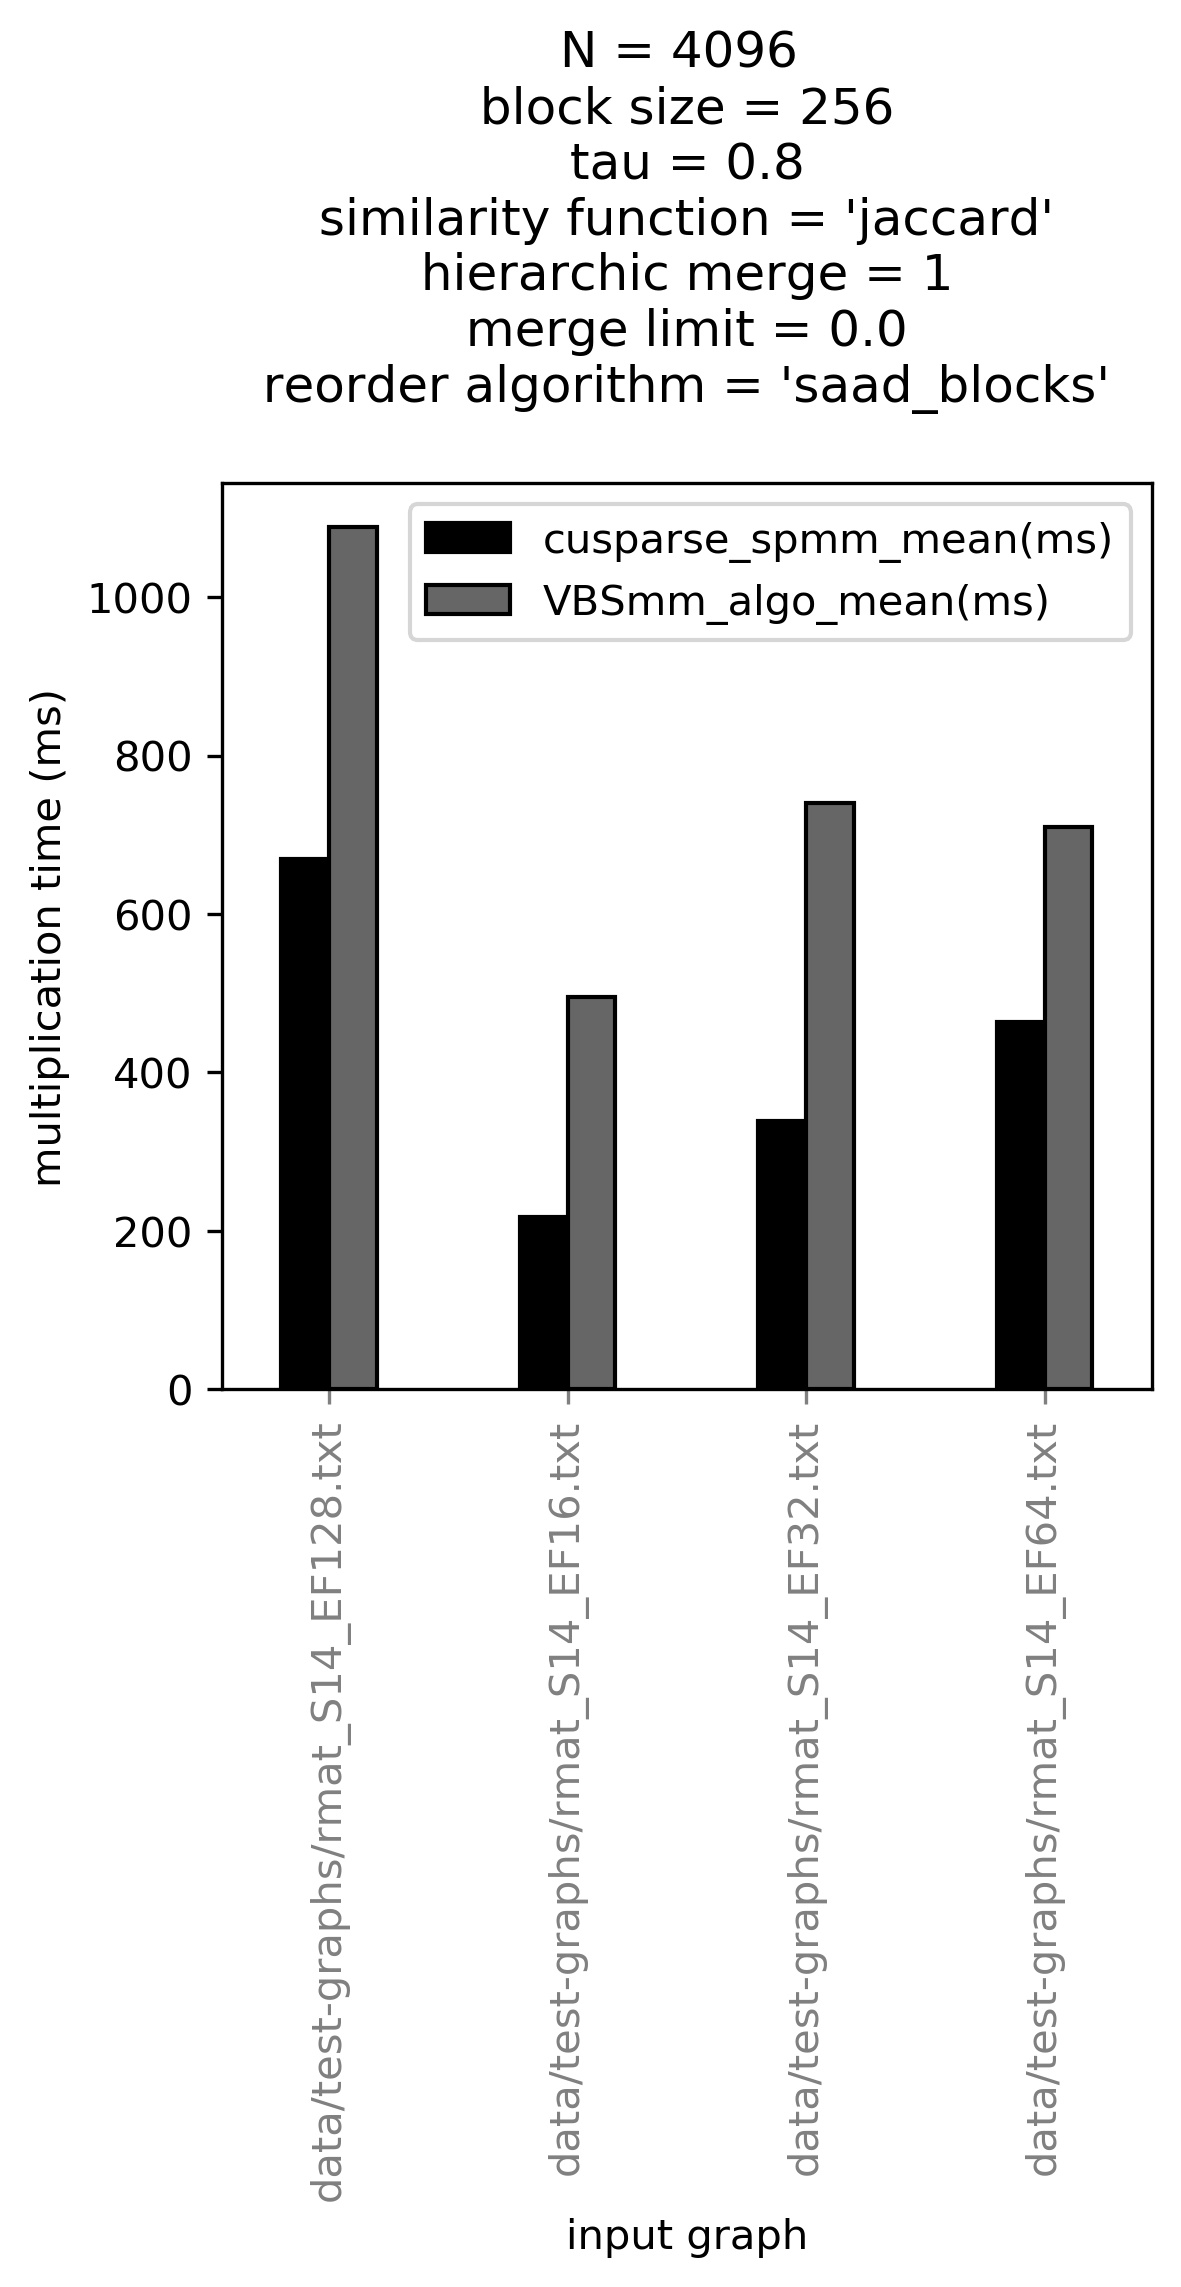 N = 4096
block size = 256
tau = 0.8
similarity function = 'jaccard'
hierarchic merge = 1
merge limit = 0.0
reorder algorithm = 'saad_blocks'
cusparse_spmm_mean(ms)
VBSmm_algo_mean(ms)
multiplication time (ms)
1000
800
600
400
200
0
data/test-graphs/rmat_S14_EF128.txt
data/test-graphs/rmat_S14_EF16.txt
data/test-graphs/rmat_S14_EF32.txt
data/test-graphs/rmat_S14_EF64.txt
input graph